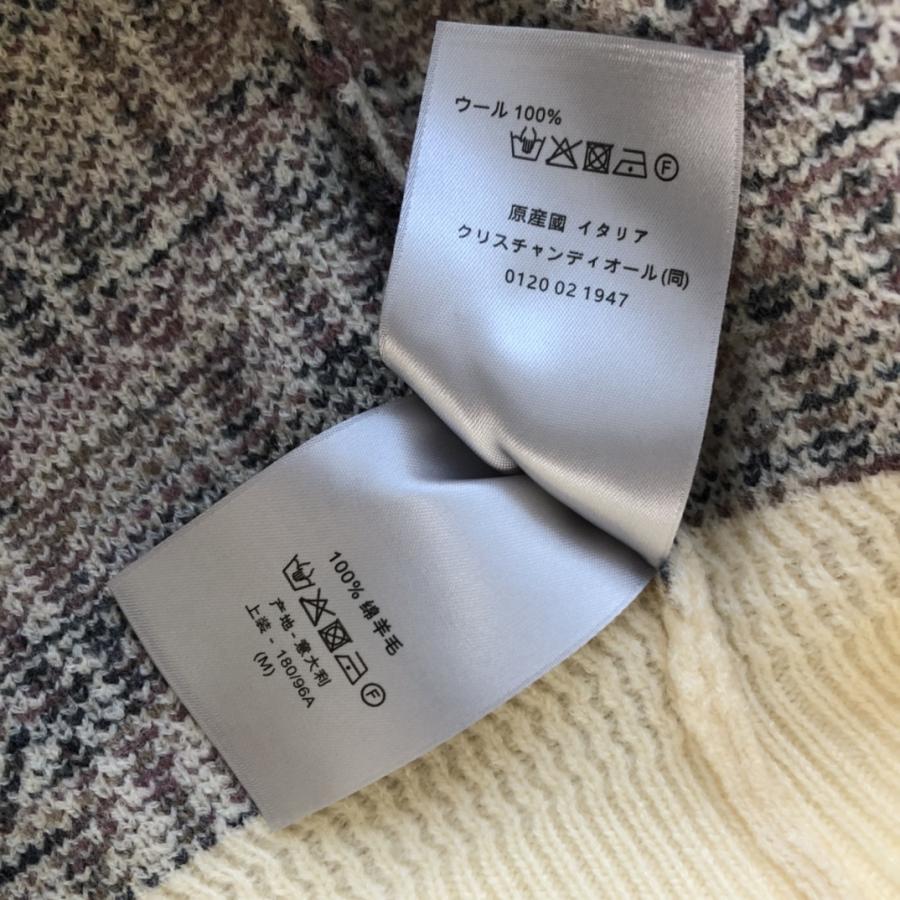 ウール 100%
F
原産國 イタリア
クリスチャンディオール(同)
0120 02 1947
100% 绵羊毛
F
产地 - 意大利
上装 - 180/96A
(M)